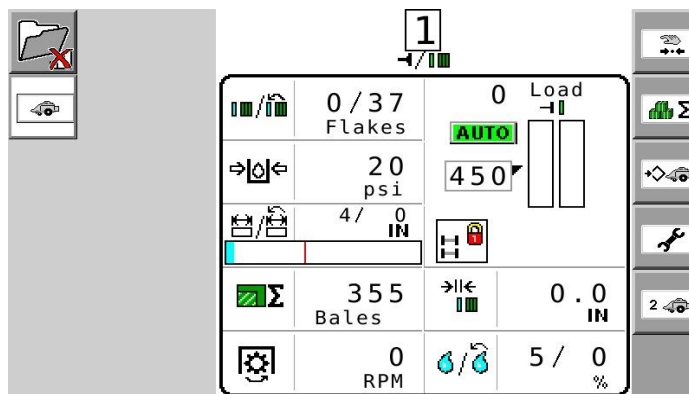 1
0/37
Flakes
0 Load
AUTO
20
psi
450
4/ 0
IN
Σ 355
Bales
0.0
IN
0
RPM
5/ 0
%
Σ
2